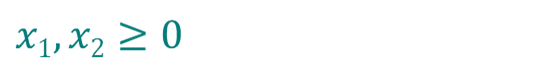 x₁, x₂ ≥ 0